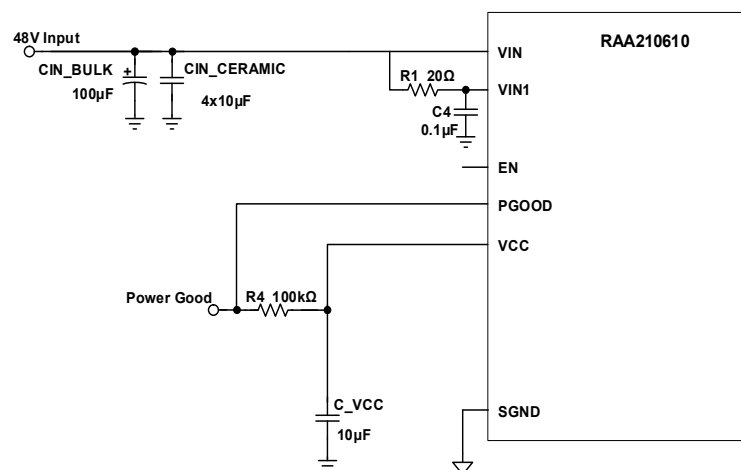 48V Input
RAA210610
CIN_BULK
+
CIN_CERAMIC
100µF
4x10µF
R1 20Ω
C4
0.1µF
VIN
VIN1
EN
PGOOD
VCC
Power Good
R4 100kΩ
C_VCC
10µF
SGND